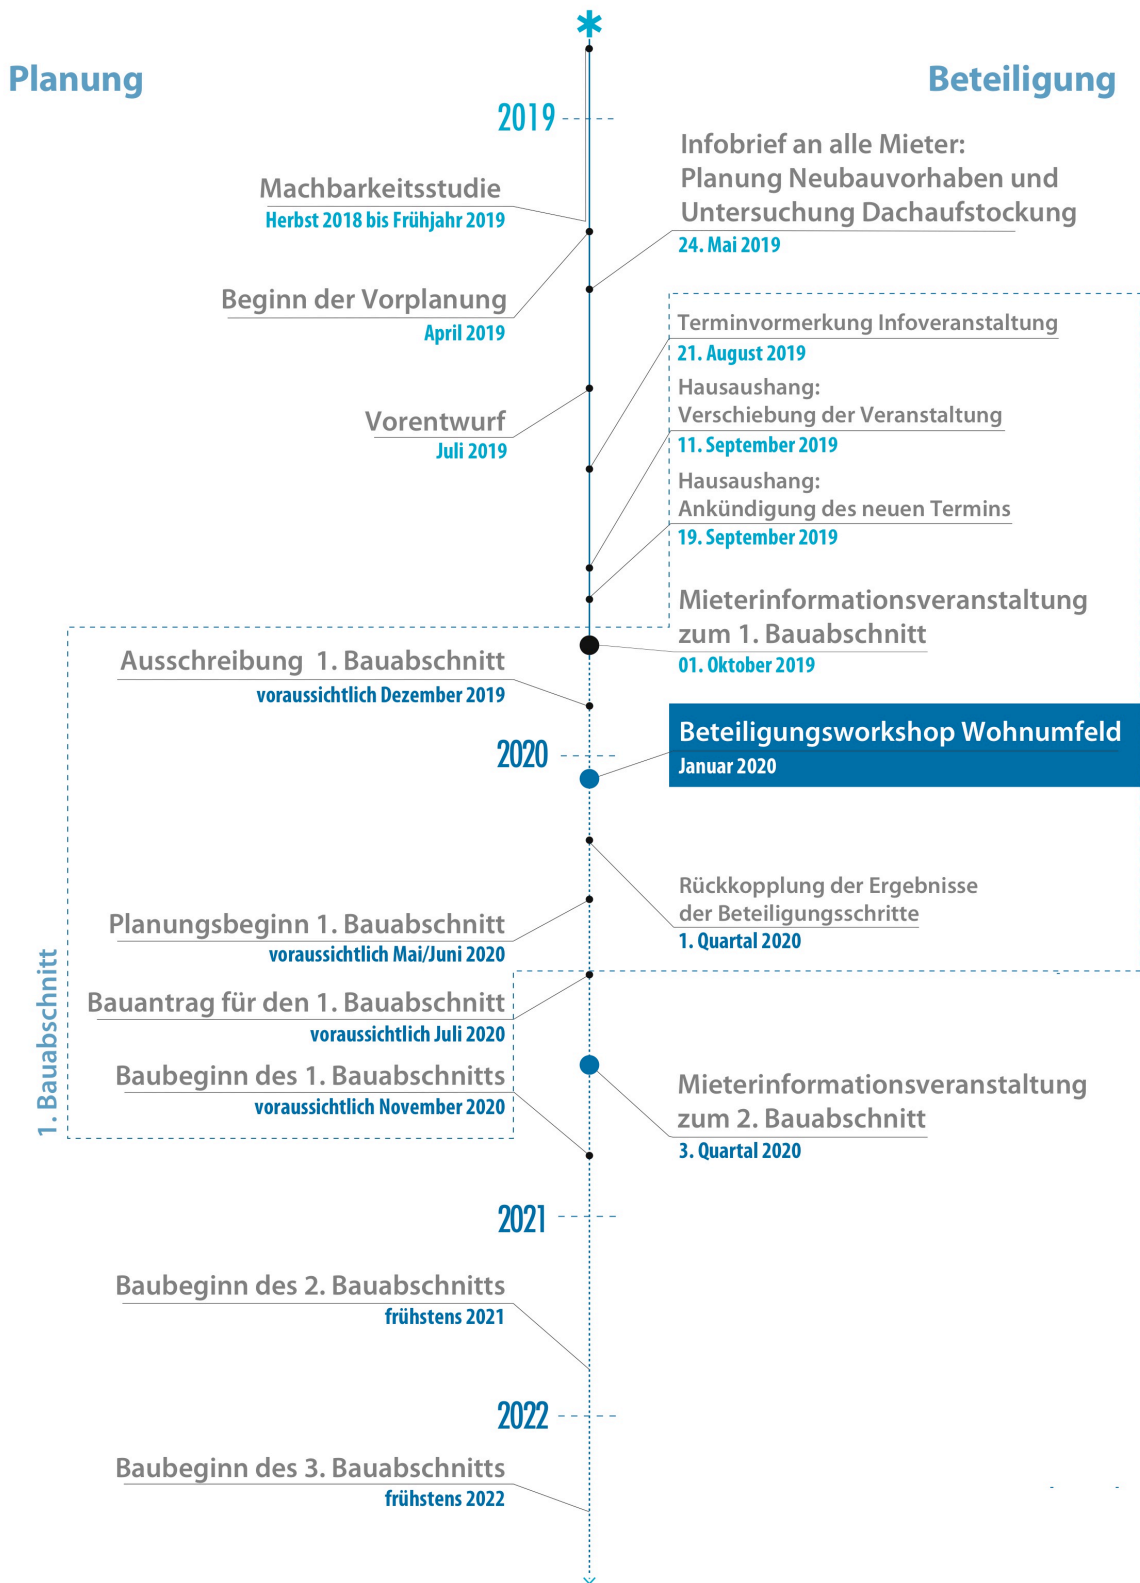 Planung
Beteiligung
2019
Infobrief an alle Mieter:
Planung Neubauvorhaben und
Untersuchung Dachaufstockung
24. Mai 2019
Machbarkeitsstudie
Herbst 2018 bis Frühjahr 2019
Beginn der Vorplanung
April 2019
Terminvormerkung Infoveranstaltung
21. August 2019
Hausaushang:
Verschiebung der Veranstaltung
11. September 2019
Vorentwurf
Juli 2019
Hausaushang:
Ankündigung des neuen Termins
19. September 2019
Mieterinformationsveranstaltung
zum 1. Bauabschnitt
01. Oktober 2019
Ausschreibung 1. Bauabschnitt
voraussichtlich Dezember 2019
2020
Beteiligungsworkshop Wohnumfeld
Januar 2020
Rückkopplung der Ergebnisse
der Beteiligungsschritte
1. Quartal 2020
Planungsbeginn 1. Bauabschnitt
voraussichtlich Mai/Juni 2020
1. Bauabschnitt
Bauantrag für den 1. Bauabschnitt
voraussichtlich Juli 2020
Baubeginn des 1. Bauabschnitts
voraussichtlich November 2020
Mieterinformationsveranstaltung
zum 2. Bauabschnitt
3. Quartal 2020
2021
Baubeginn des 2. Bauabschnitts
frühstens 2021
2022
Baubeginn des 3. Bauabschnitts
frühstens 2022